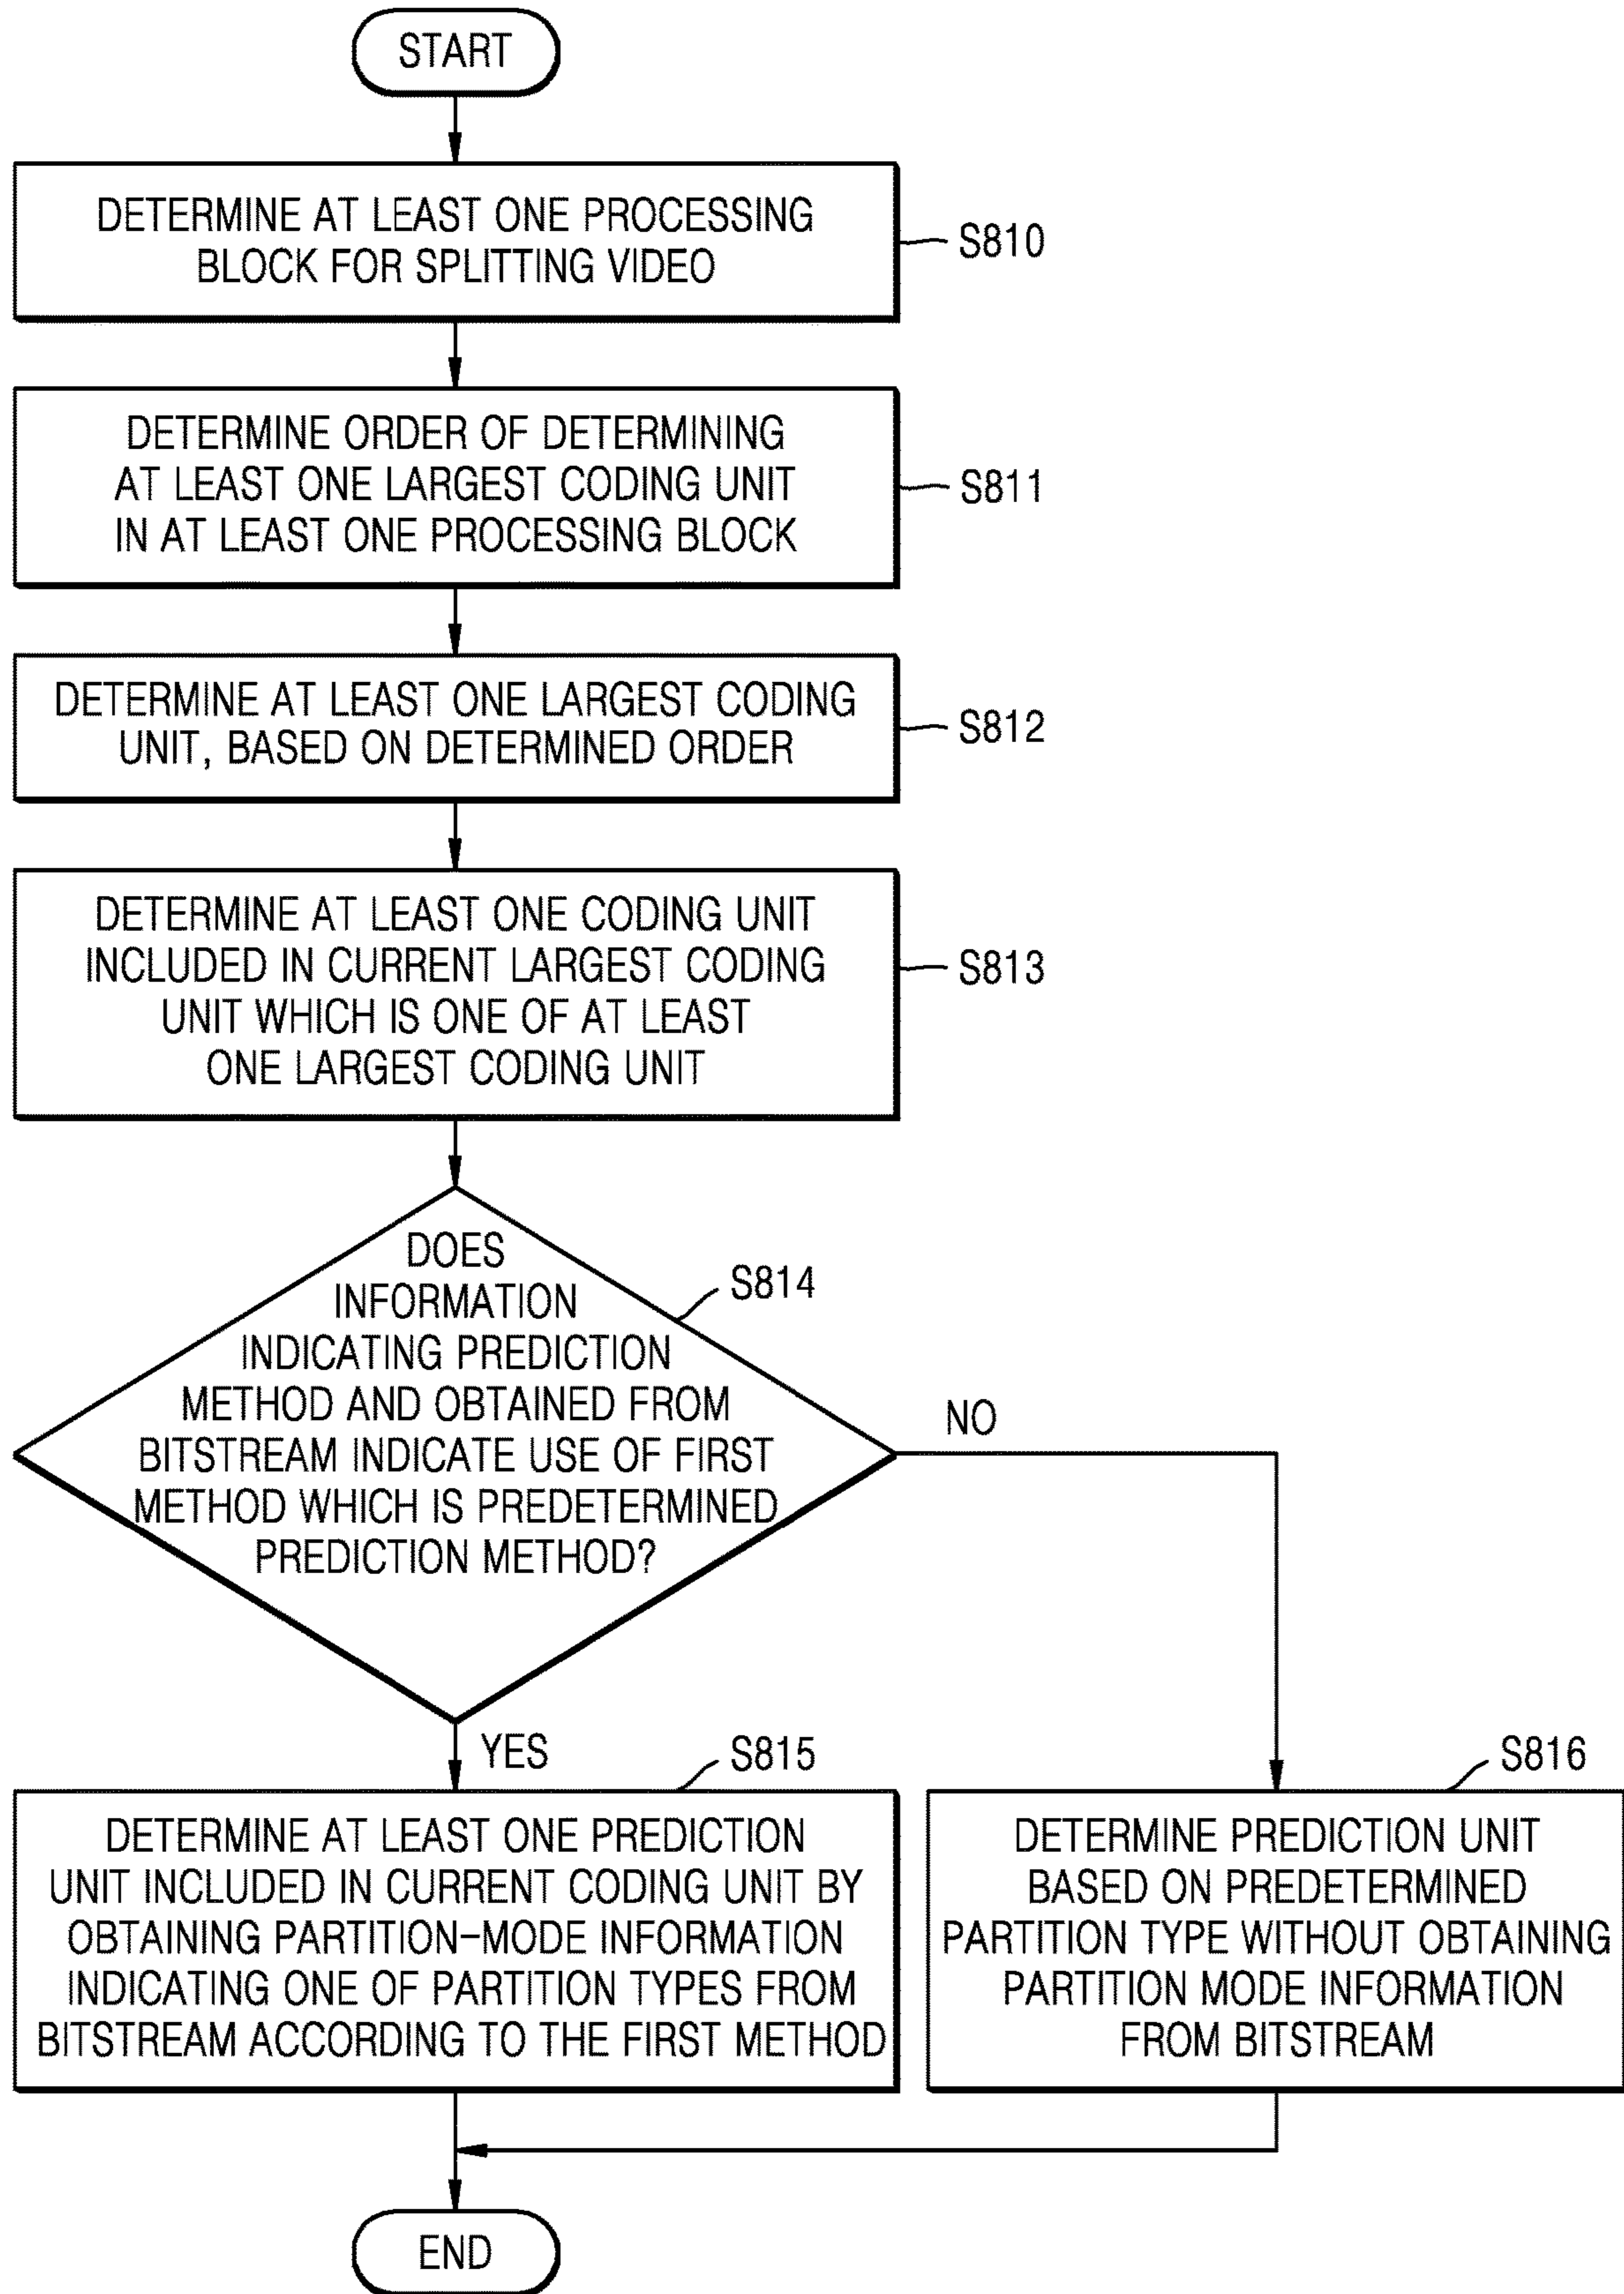 START
DETERMINE AT LEAST ONE PROCESSING
BLOCK FOR SPLITTING VIDEO
S810
DETERMINE ORDER OF DETERMINING
AT LEAST ONE LARGEST CODING UNIT
IN AT LEAST ONE PROCESSING BLOCK
S811
DETERMINE AT LEAST ONE LARGEST CODING
UNIT, BASED ON DETERMINED ORDER
S812
DETERMINE AT LEAST ONE CODING UNIT
INCLUDED IN CURRENT LARGEST CODING
UNIT WHICH IS ONE OF AT LEAST
ONE LARGEST CODING UNIT
S813
DOES
INFORMATION
INDICATING PREDICTION
METHOD AND OBTAINED FROM
BITSTREAM INDICATE USE OF FIRST
METHOD WHICH IS PREDETERMINED
PREDICTION METHOD?
S814
NO
YES
S815
DETERMINE AT LEAST ONE PREDICTION
UNIT INCLUDED IN CURRENT CODING UNIT BY
OBTAINING PARTITION-MODE INFORMATION
INDICATING ONE OF PARTITION TYPES FROM
BITSTREAM ACCORDING TO THE FIRST METHOD
S816
DETERMINE PREDICTION UNIT
BASED ON PREDETERMINED
PARTITION TYPE WITHOUT OBTAINING
PARTITION MODE INFORMATION
FROM BITSTREAM
END